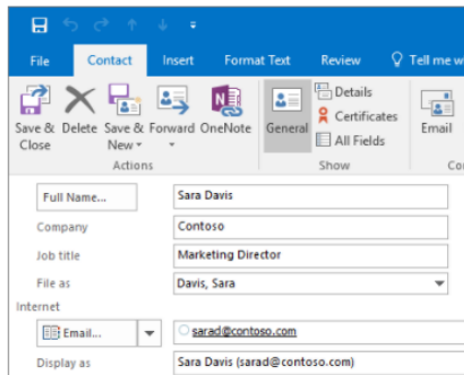 File Contact Insert Format Text Review Tell me w
Save & Close Delete Save & New Forward OneNote General Details Certificates All Fields Email
Actions Show Co
Full Name... Sara Davis
Company Contoso
Job title Marketing Director
File as Davis, Sara
Internet
Email... sarad@contoso.com
Display as Sara Davis (sarad@contoso.com)